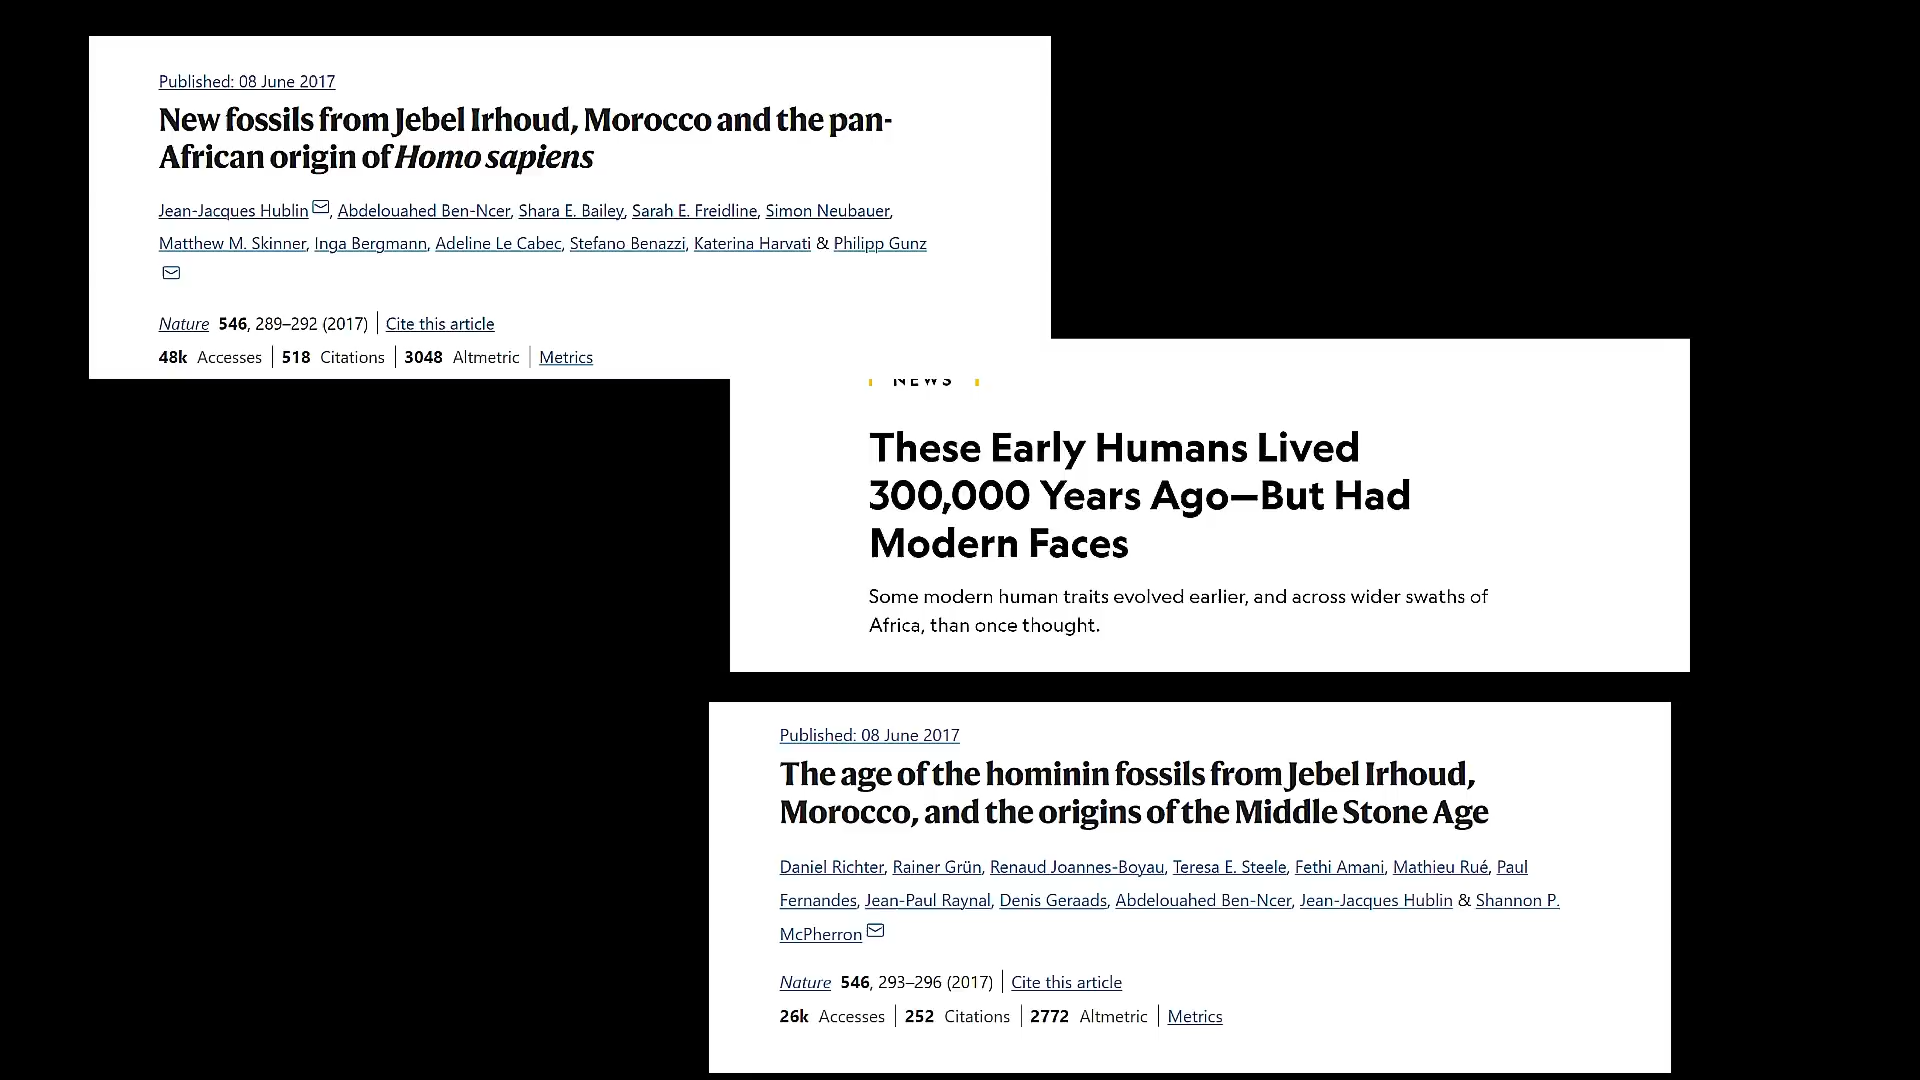 Published: 08 June 2017
New fossils from Jebel Irhoud, Morocco and the pan-
African origin of Homo sapiens
Jean-Jacques Hublin, Abdelouahed Ben-Ncer, Shara E. Bailey, Sarah E. Freidline, Simon Neubauer,
Matthew M. Skinner, Inga Bergmann, Adeline Le Cabec, Stefano Benazzi, Katerina Harvati & Philipp Gunz
Nature 546, 289–292 (2017) | Cite this article
48k Accesses | 518 Citations | 3048 Altmetric | Metrics
NEWS
These Early Humans Lived
300,000 Years Ago—But Had
Modern Faces
Some modern human traits evolved earlier, and across wider swaths of
Africa, than once thought.
Published: 08 June 2017
The age of the hominin fossils from Jebel Irhoud,
Morocco, and the origins of the Middle Stone Age
Daniel Richter, Rainer Grün, Renaud Joannes-Boyau, Teresa E. Steele, Fethi Amani, Mathieu Rué, Paul
Fernandes, Jean-Paul Raynal, Denis Geraads, Abdelouahed Ben-Ncer, Jean-Jacques Hublin & Shannon P.
McPherron
Nature 546, 293–296 (2017) | Cite this article
26k Accesses | 252 Citations | 2772 Altmetric | Metrics